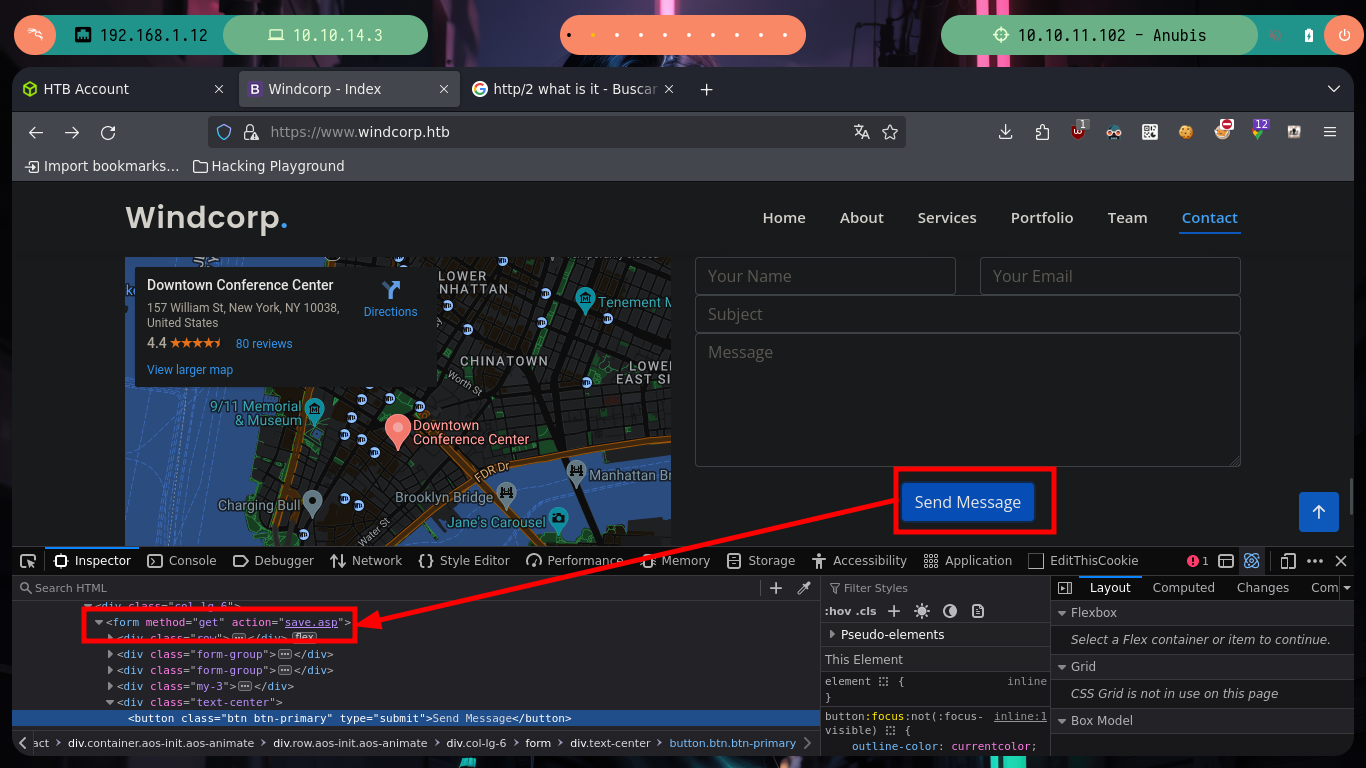 192.168.1.12
10.10.14.3
10.10.11.102 - Anubis
HTB Account
Windcorp - Index
http/2 what is it - Buscar
https://www.windcorp.htb
1
12
Import bookmarks...
Hacking Playground
Windcorp.
Home
About
Services
Portfolio
Team
Contact
Downtown Conference Center
157 William St, New York, NY 10038,
United States
4.4
80 reviews
View larger map
Directions
LOWER
NHATTAN
Tenement M
CHINATOWN
LOWE
EAST SI
Worth St
9/11 Memorial
& Museum
Downtown
Conference Center
FDR Dr
Manhattan Br
Brooklyn Bridge
Charging Bull
Jane's Carousel
Water St
Your Name
Your Email
Subject
Message
Send Message
Inspector
Console
Debugger
Network
Style Editor
Performance
Memory
Storage
Accessibility
Application
EditThisCookie
1
Search HTML
<div class="col-lg-6">
<form method="get" action="save.asp">
<div class="row"> </div> flex
<div class="form-group"> </div>
<div class="form-group"> </div>
<div class="my-3"> </div>
<div class="text-center">
<button class="btn btn-primary" type="submit">Send Message</button>
act > div.container.aos-init.aos-animate > div.row.aos-init.aos-animate > div.col-lg-6 > form > div.text-center > button.btn.btn-primary
Filter Styles
:hov .cls
Pseudo-elements
This Element
element { inline
}
button:focus:not(:focus- inline:1
visible) {
outline-color: currentcolor;
Layout
Computed
Changes
Com
Flexbox
Select a Flex container or item to continue.
Grid
CSS Grid is not in use on this page
Box Model